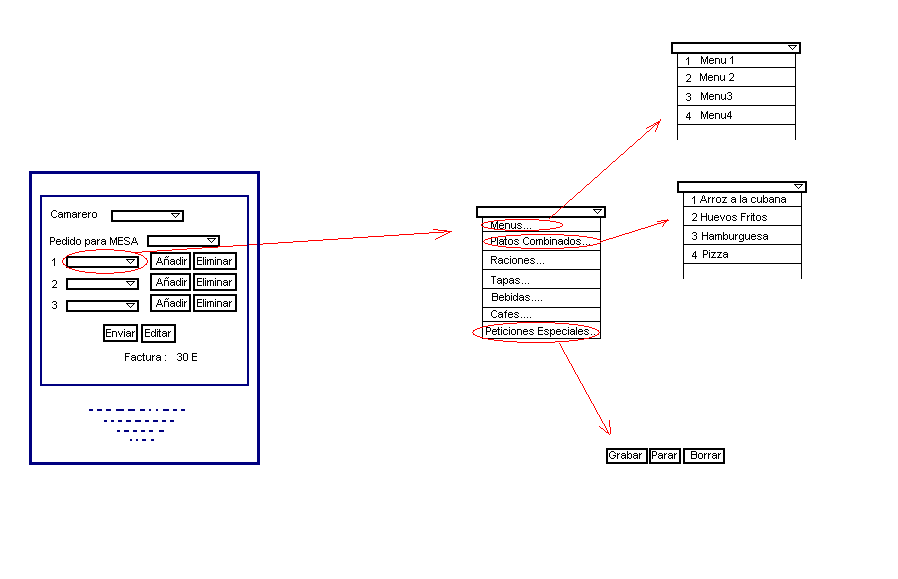 Camarero
Pedido para MESA
1 Añadir Eliminar
2 Añadir Eliminar
3 Añadir Eliminar
Enviar Editar
Factura : 30 E
Menus...
Platos Combinados...
Raciones...
Tapas...
Bebidas....
Cafes....
Peticiones Especiales..
1 Menu 1
2 Menu 2
3 Menu3
4 Menu4
1 Arroz a la cubana
2 Huevos Fritos
3 Hamburguesa
4 Pizza
Grabar Parar Borrar